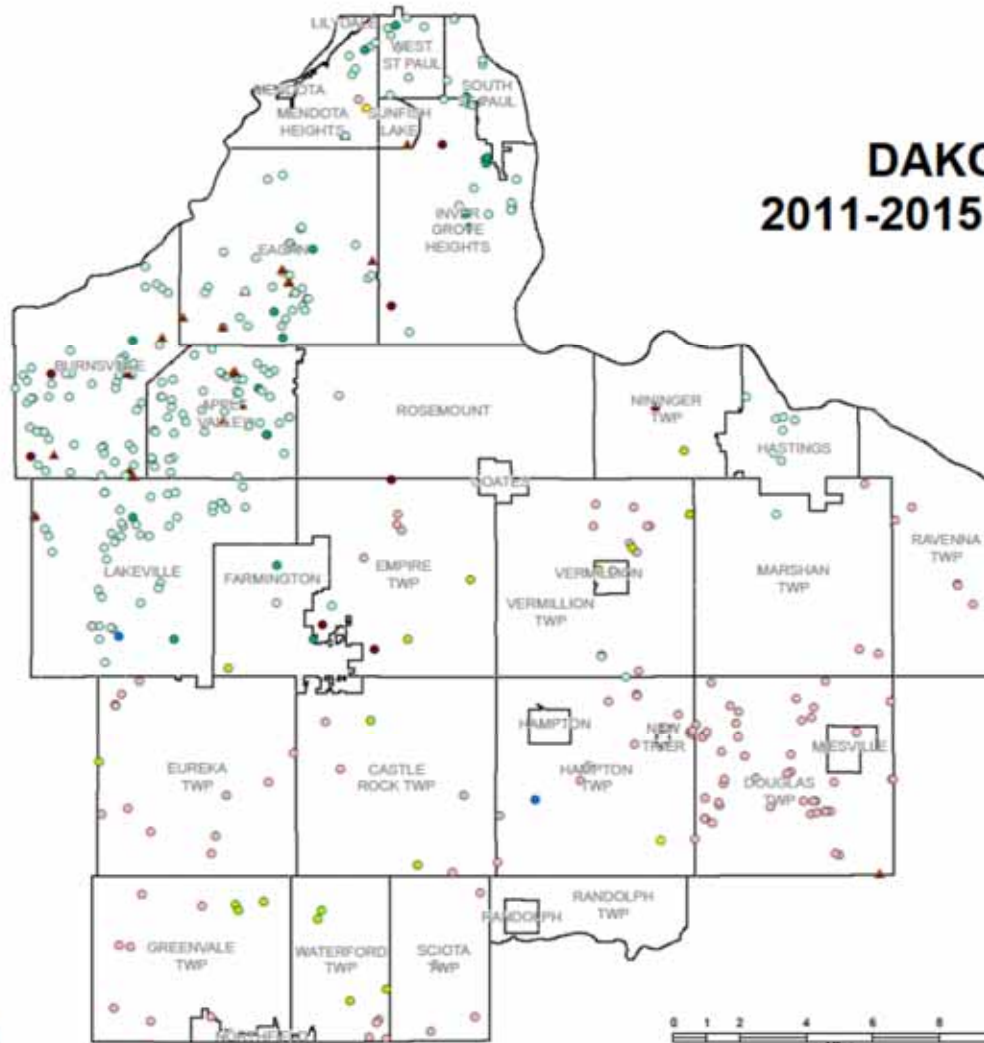 LILYDALE
WEST
ST PAUL
SOUTH
ST PAUL
MENDOTA
MENDOTA
HEIGHTS
SUNFISH
LAKE
DAKO
2011-2015
INVER
GROVE
HEIGHTS
EAGAN
BURNSVILLE
APPLE
VALLEY
ROSEMOUNT
NININGER
TWP
HASTINGS
COATES
RAVENNA
TWP
LAKEVILLE
FARMINGTON
EMPIRE
TWP
VERMILLION
VERMILLION
TWP
MARSHAN
TWP
HAMPTON
NEW
TRIER
MIESVILLE
EUREKA
TWP
CASTLE
ROCK TWP
HAMPTON
TWP
DOUGLAS
TWP
RANDOLPH
RANDOLPH
TWP
GREENVALE
TWP
WATERFORD
TWP
SCIOTA
TWP
NORTHFIELD
0 1 2 4 6 8